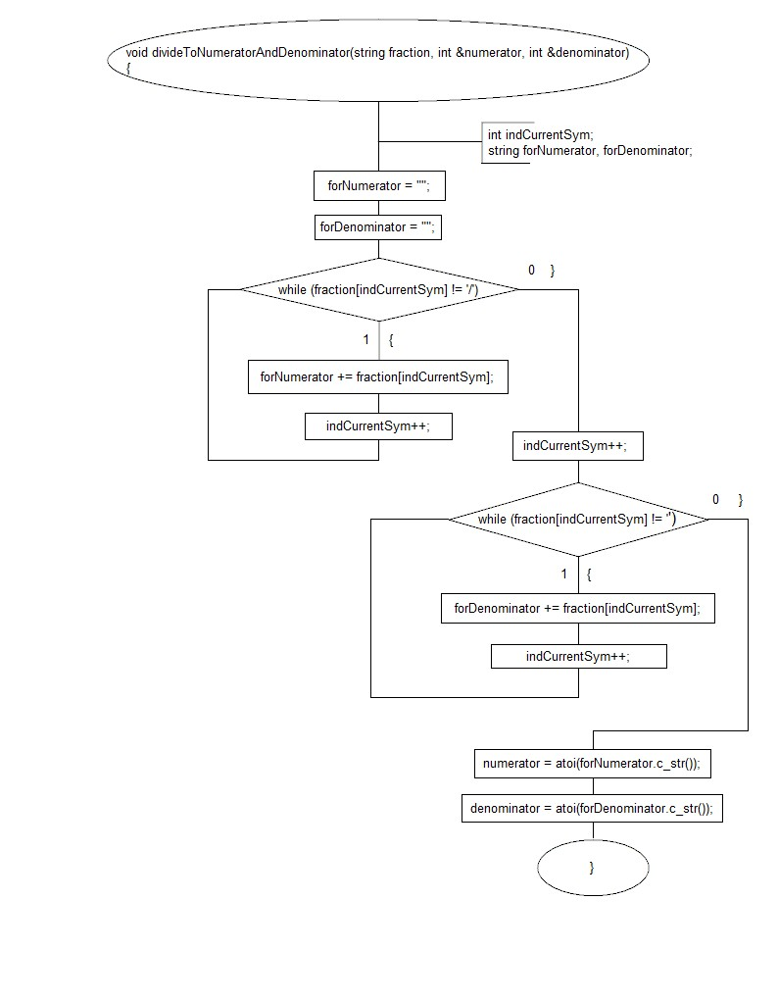 void divideToNumeratorAndDenominator(string fraction, int &numerator, int &denominator)
{
int indCurrentSym;
string forNumerator, forDenominator;
forNumerator = "";
forDenominator = "";
0 }
while (fraction[indCurrentSym] != '/')
1 {
forNumerator += fraction[indCurrentSym];
indCurrentSym++;
indCurrentSym++;
0 }
while (fraction[indCurrentSym] != '')
1 {
forDenominator += fraction[indCurrentSym];
indCurrentSym++;
numerator = atoi(forNumerator.c_str());
denominator = atoi(forDenominator.c_str());
}